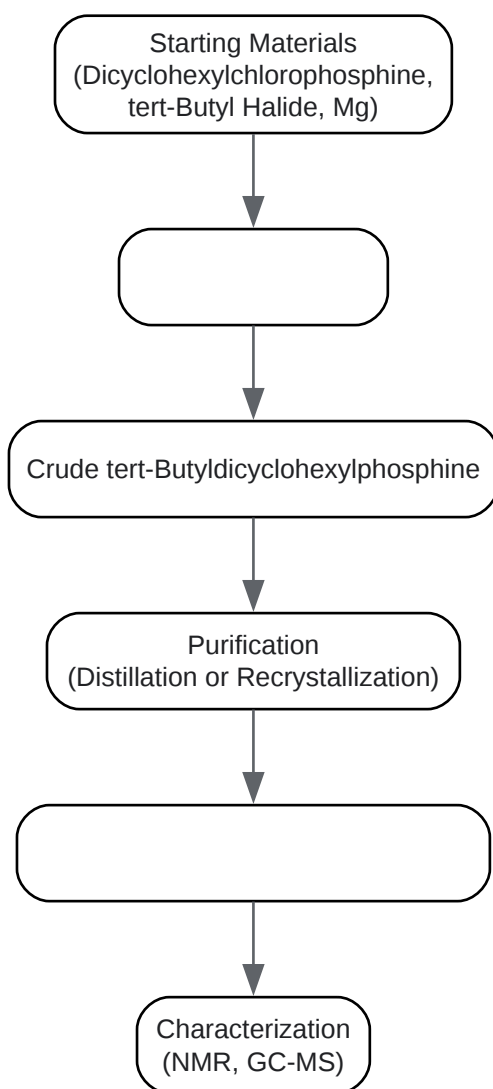 Starting Materials
(Dicyclohexylchlorophosphine,
tert-Butyl Halide, Mg)
Crude tert-Butyldicyclohexylphosphine
Purification
(Distillation or Recrystallization)
Characterization
(NMR, GC-MS)